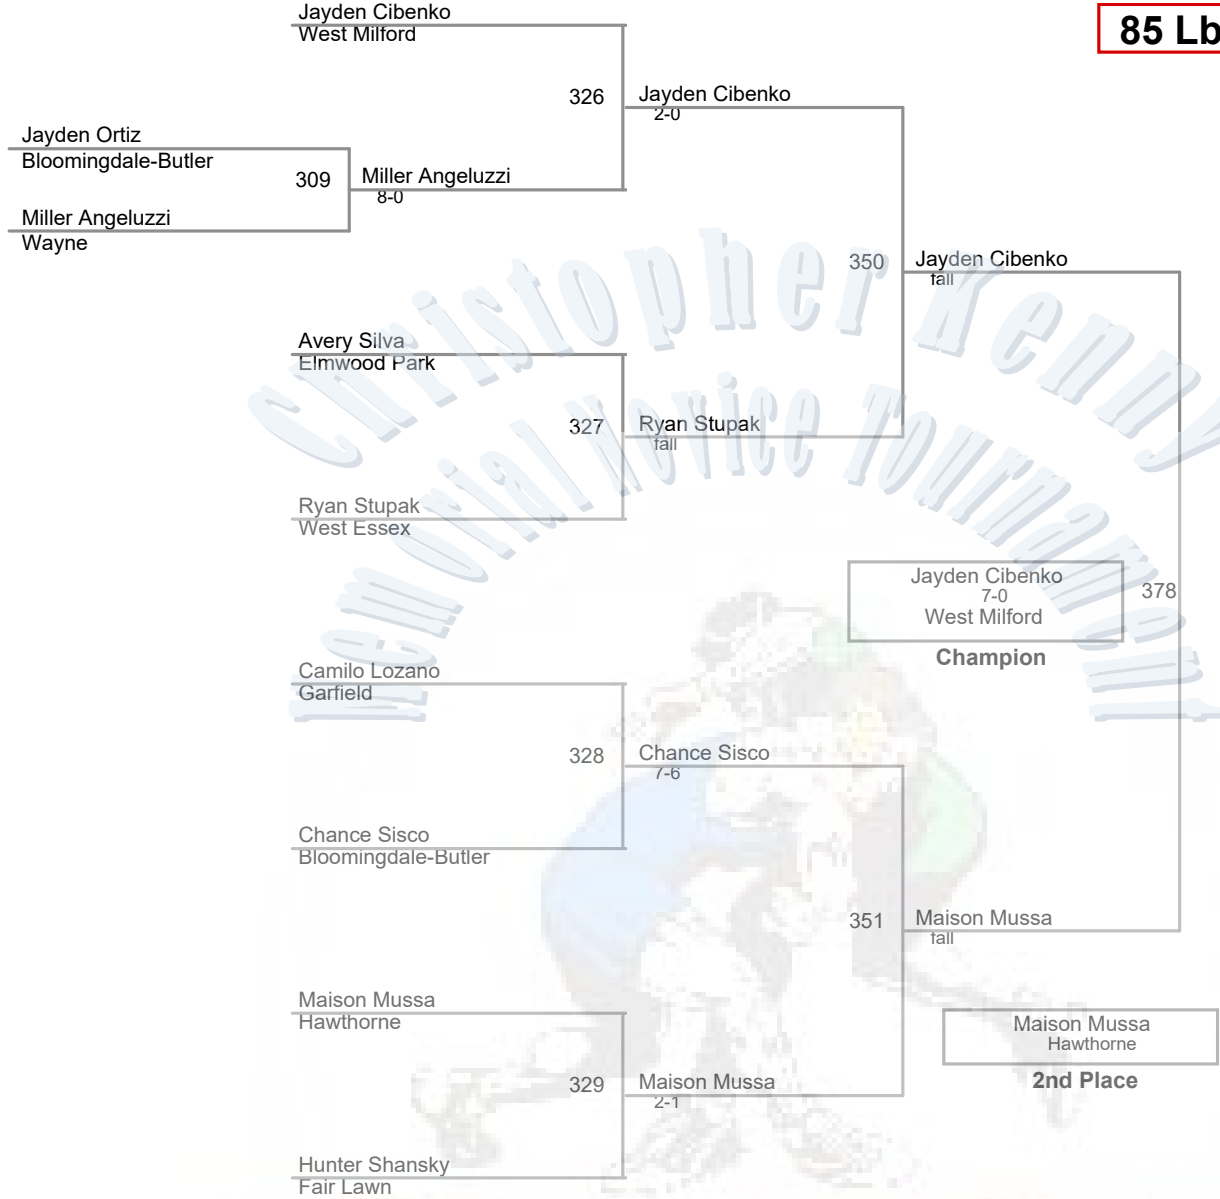 Jayden Cibenko
West Milford
85 Lb
326
Jayden Cibenko
2-0
Jayden Ortiz
Bloomingdale-Butler
309
Miller Angeluzzi
8-0
Miller Angeluzzi
Wayne
350
Jayden Cibenko
fall
Avery Silva
Elmwood Park
327
Ryan Stupak
fall
Ryan Stupak
West Essex
Christopher Kenny
Memorial Novice Tournament
Jayden Cibenko
7-0
West Milford
378
Champion
Camilo Lozano
Garfield
328
Chance Sisco
7-6
Chance Sisco
Bloomingdale-Butler
351
Maison Mussa
fall
Maison Mussa
Hawthorne
Maison Mussa
Hawthorne
2nd Place
329
Maison Mussa
2-1
Hunter Shansky
Fair Lawn